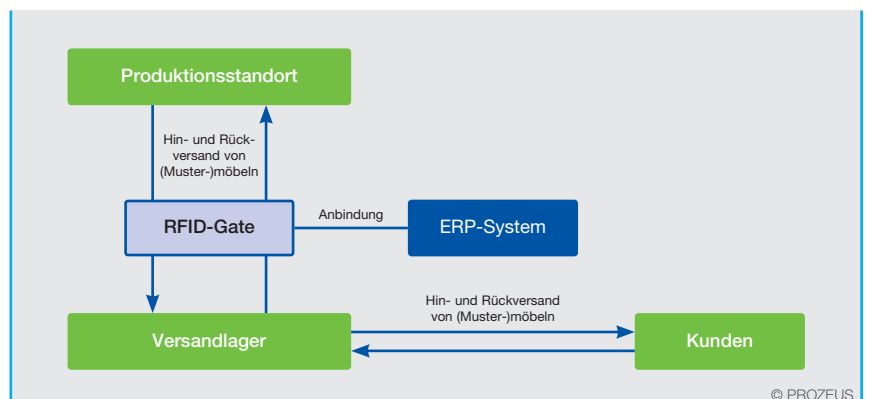 Produktionsstandort
Hin- und Rück-
versand von
(Muster-)möbeln
RFID-Gate
Anbindung
ERP-System
Hin- und Rückversand
von (Muster-)möbeln
Versandlager
Kunden
© PROZEUS